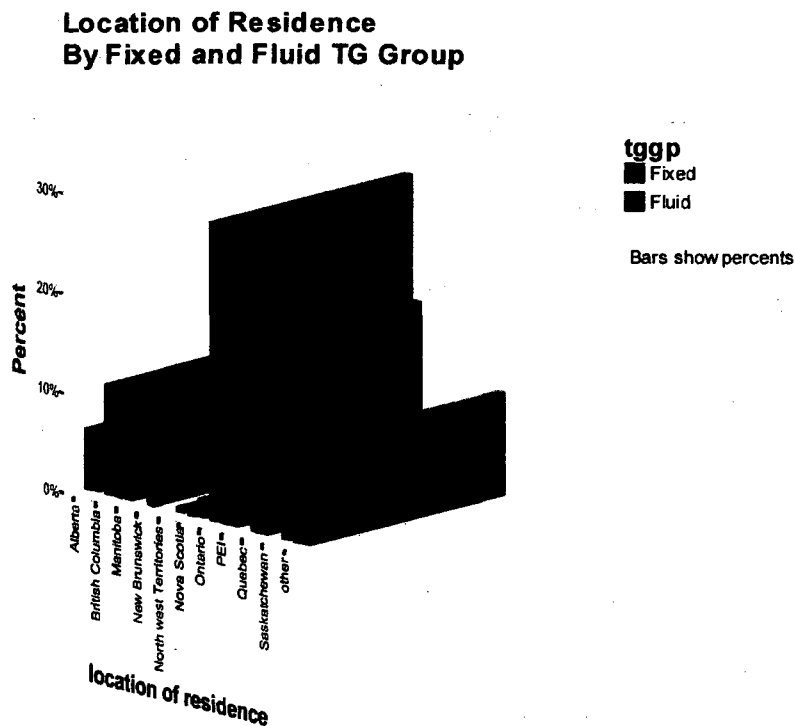 Location of Residence
By Fixed and Fluid TG Group
tggp
Fixed
Fluid
Bars show percents
Percent
30%
20%
10%
0%
Alberta
British Columbia
Manitoba
New Brunswick
North west Territories
Nova Scotia
Ontario
PEI
Quebec
Saskatchewan
other
location of residence